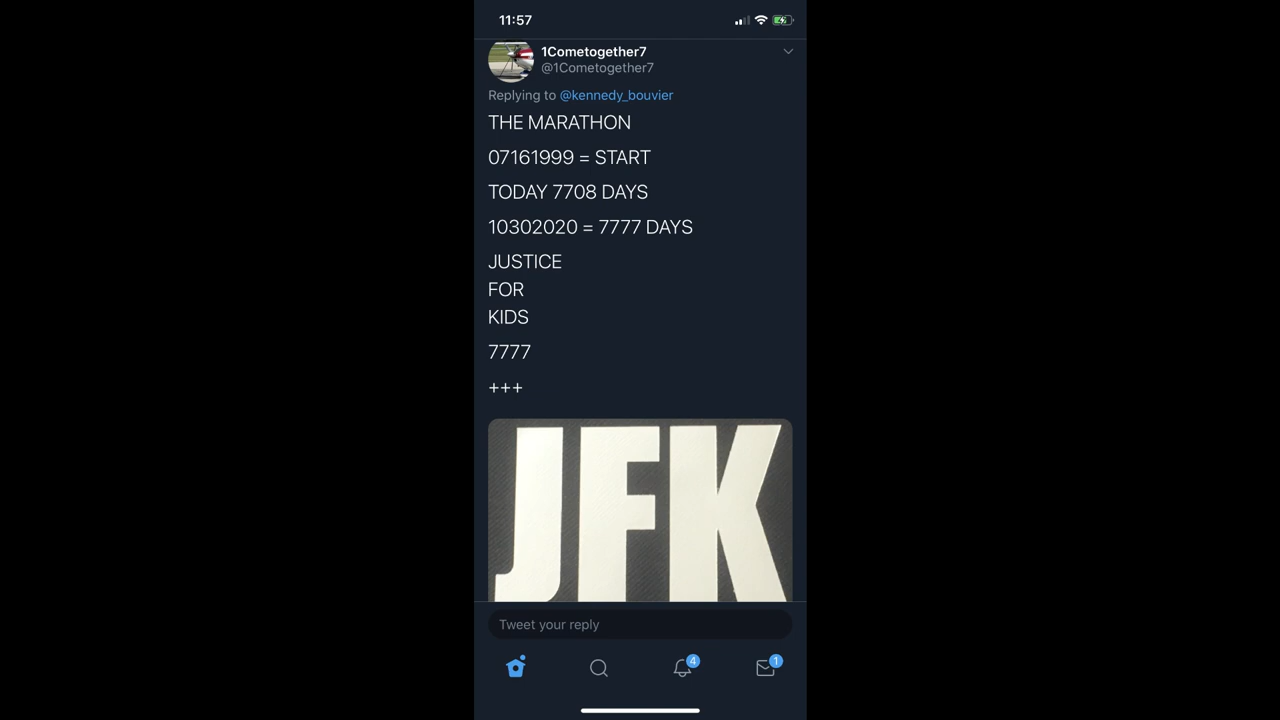 11:57
1Cometogether7
@1Cometogether7
Replying to @kennedy_bouvier
THE MARATHON
07161999 = START
TODAY 7708 DAYS
10302020 = 7777 DAYS
JUSTICE
FOR
KIDS
7777
+++
JFK
Tweet your reply
4
1